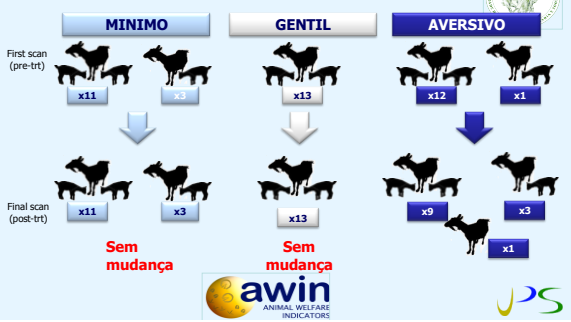 MINIMO
GENTIL
AVERSIVO
First scan
(pre-trt)
x11
x3
x13
x12
x1
Final scan
(post-trt)
x11
x3
x13
x9
x3
x1
Sem
mudança
Sem
mudança
awin
ANIMAL WELFARE
INDICATORS